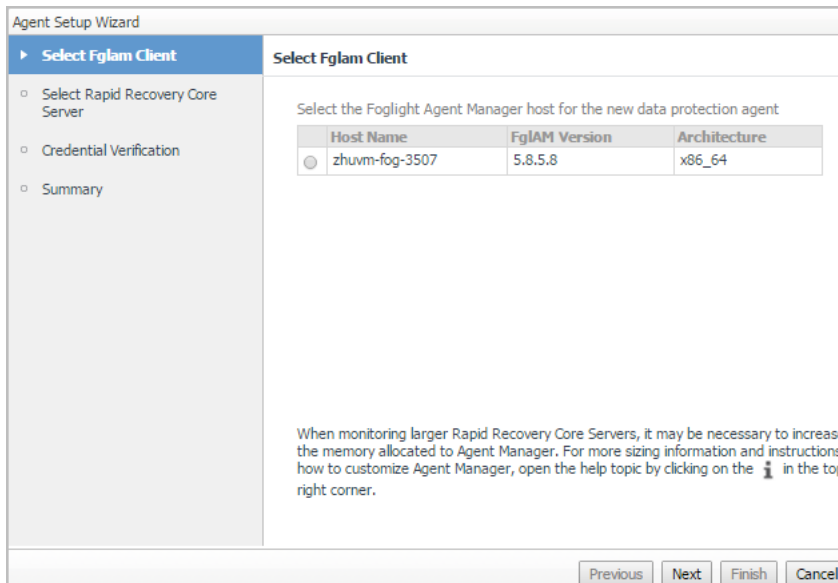 Agent Setup Wizard
Select Fglam Client
Select Rapid Recovery Core
Server
Credential Verification
Summary
Select Fglam Client
Select the Foglight Agent Manager host for the new data protection agent
Host Name FglAM Version Architecture
zhuvm-fog-3507 5.8.5.8 x86_64
When monitoring larger Rapid Recovery Core Servers, it may be necessary to increase
the memory allocated to Agent Manager. For more sizing information and instructions
how to customize Agent Manager, open the help topic by clicking on the i in the top
right corner.
Previous Next Finish Cancel